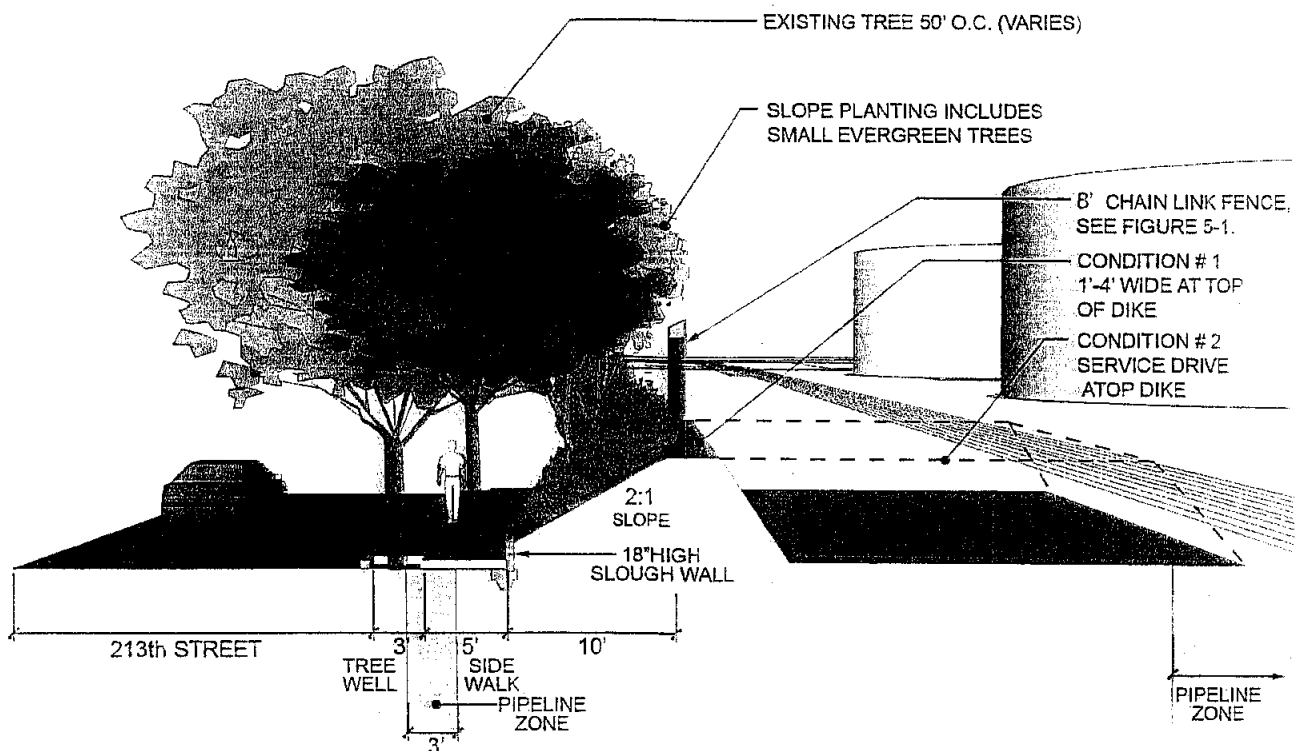 EXISTING TREE 50' O.C. (VARIES)
SLOPE PLANTING INCLUDES
SMALL EVERGREEN TREES
8' CHAIN LINK FENCE,
SEE FIGURE 5-1.
CONDITION # 1
1'-4' WIDE AT TOP
OF DIKE
CONDITION # 2
SERVICE DRIVE
ATOP DIKE
2:1
SLOPE
18"HIGH
SLOUGH WALL
213th STREET
3'
5'
10'
TREE
WELL
SIDE
WALK
PIPELINE
ZONE
3'
PIPELINE
ZONE